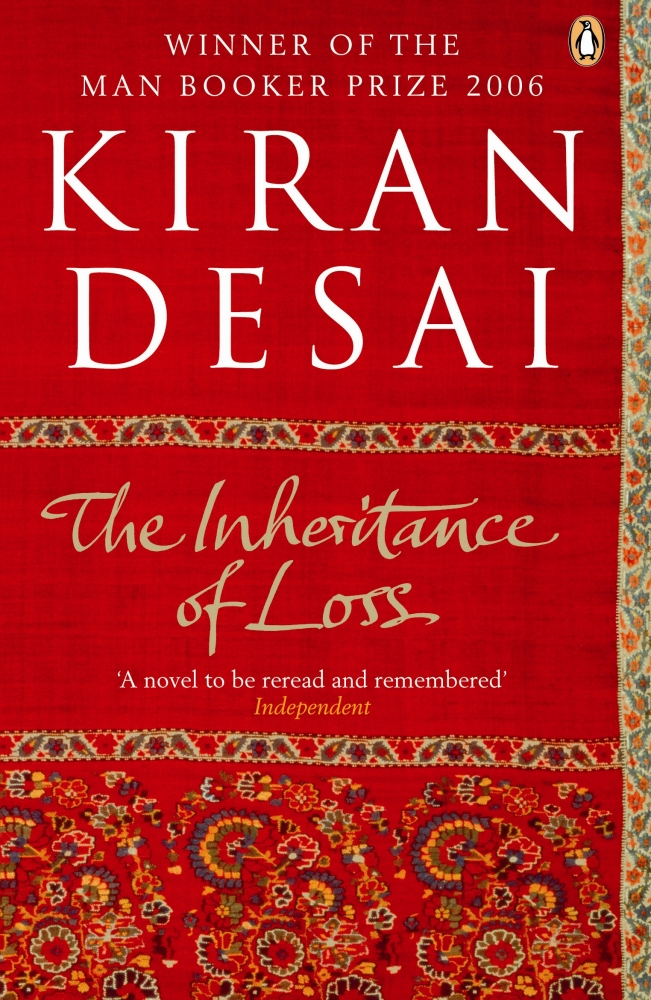 WINNER OF THE
MAN BOOKER PRIZE 2006
KIRAN
DESAI
The Inheritance
of Loss
‘A novel to be reread and remembered’
Independent